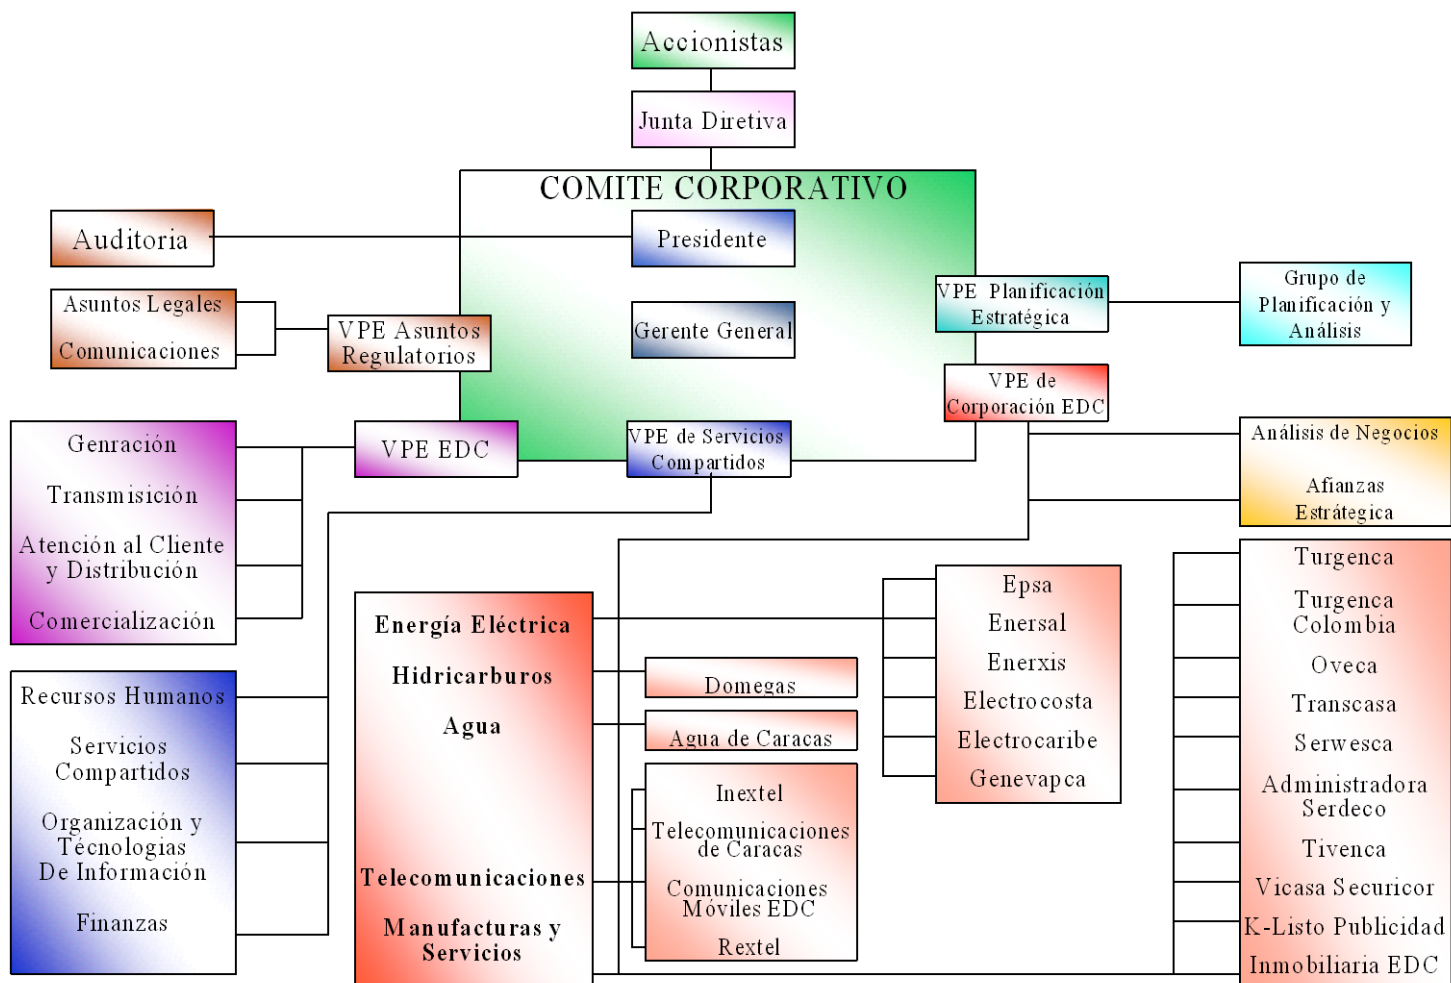 Accionistas
Junta Diretiva
COMITE CORPORATIVO
Auditoria
Presidente
Asuntos Legales
Comunicaciones
VPE Asuntos
Regulatorios
Gerente General
VPE Planificación
Estratégica
Grupo de
Planificación y
Análisis
VPE de
Corporación EDC
VPE EDC
VPE de Servicios
Compartidos
Genración
Transmisición
Atención al Cliente
y Distribución
Comercialización
Análisis de Negocios
Afianzas
Estrátegica
Recursos Humanos
Servicios
Compartidos
Organización y
Técnologias
De Información
Finanzas
Energía Eléctrica
Hidricarburos
Agua
Telecomunicaciones
Manufacturas y
Servicios
Domegas
Agua de Caracas
Inextel
Telecomunicaciones
de Caracas
Comunicaciones
Móviles EDC
Rextel
Epsa
Enersal
Enerxis
Electrocosta
Electrocaribe
Genevapca
Turgenca
Turgenca
Colombia
Oveca
Transcasa
Serwesca
Administradora
Serdeco
Tivenca
Vicasa Securicor
K-Listo Publicidad
Inmobiliaria EDC